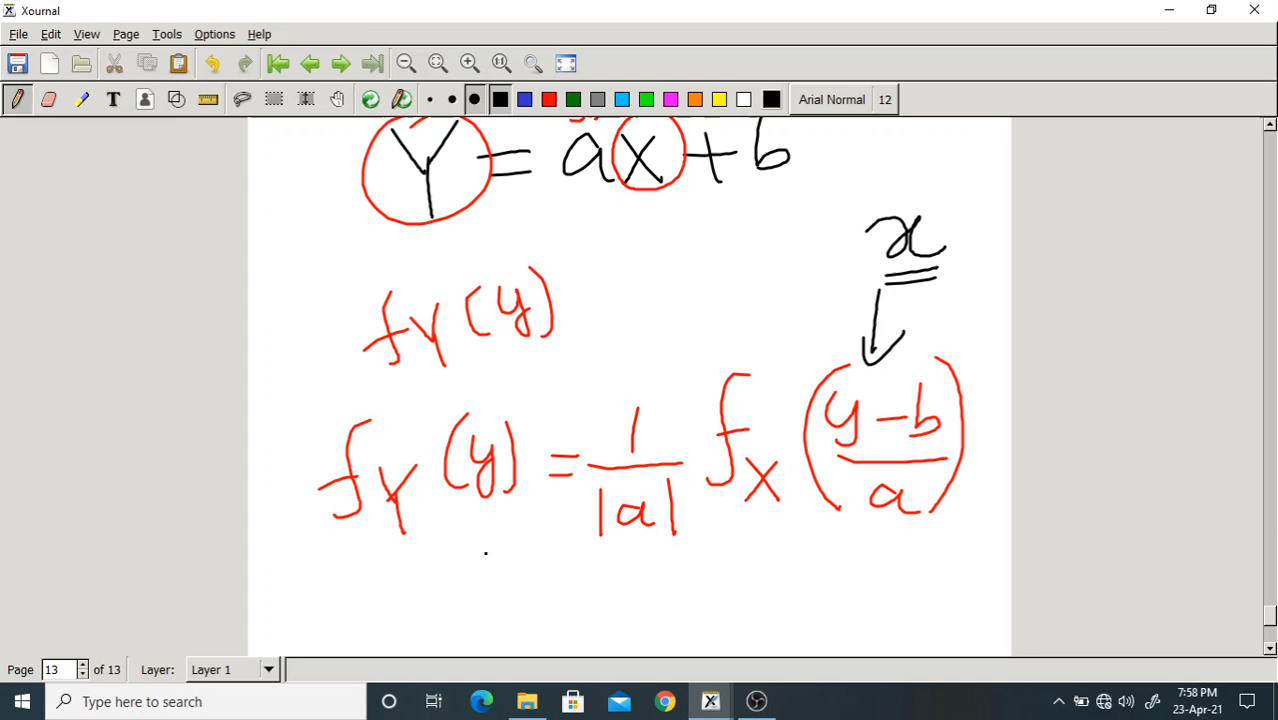 Xournal
File Edit View Page Tools Options Help
Arial Normal 12
Y = aX + b
x
fY (y)
fY (y) = 1/|a| fX ((y-b)/a)
Page 13 of 13 Layer: Layer 1
Type here to search
7:58 PM
23-Apr-21